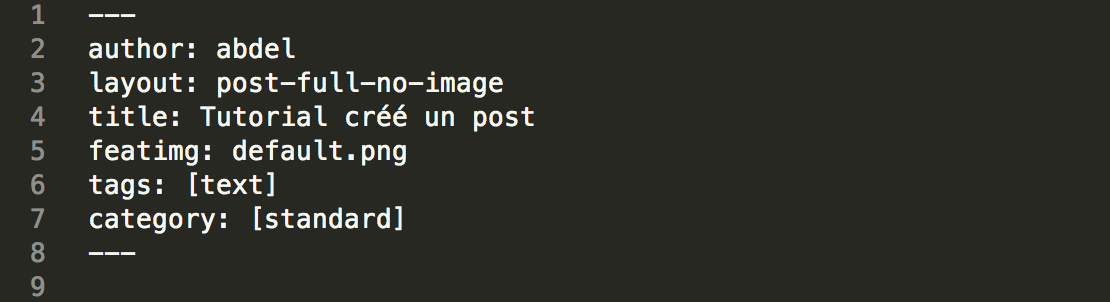 1 ---
2 author: abdel
3 layout: post-full-no-image
4 title: Tutorial créé un post
5 featimg: default.png
6 tags: [text]
7 category: [standard]
8 ---
9